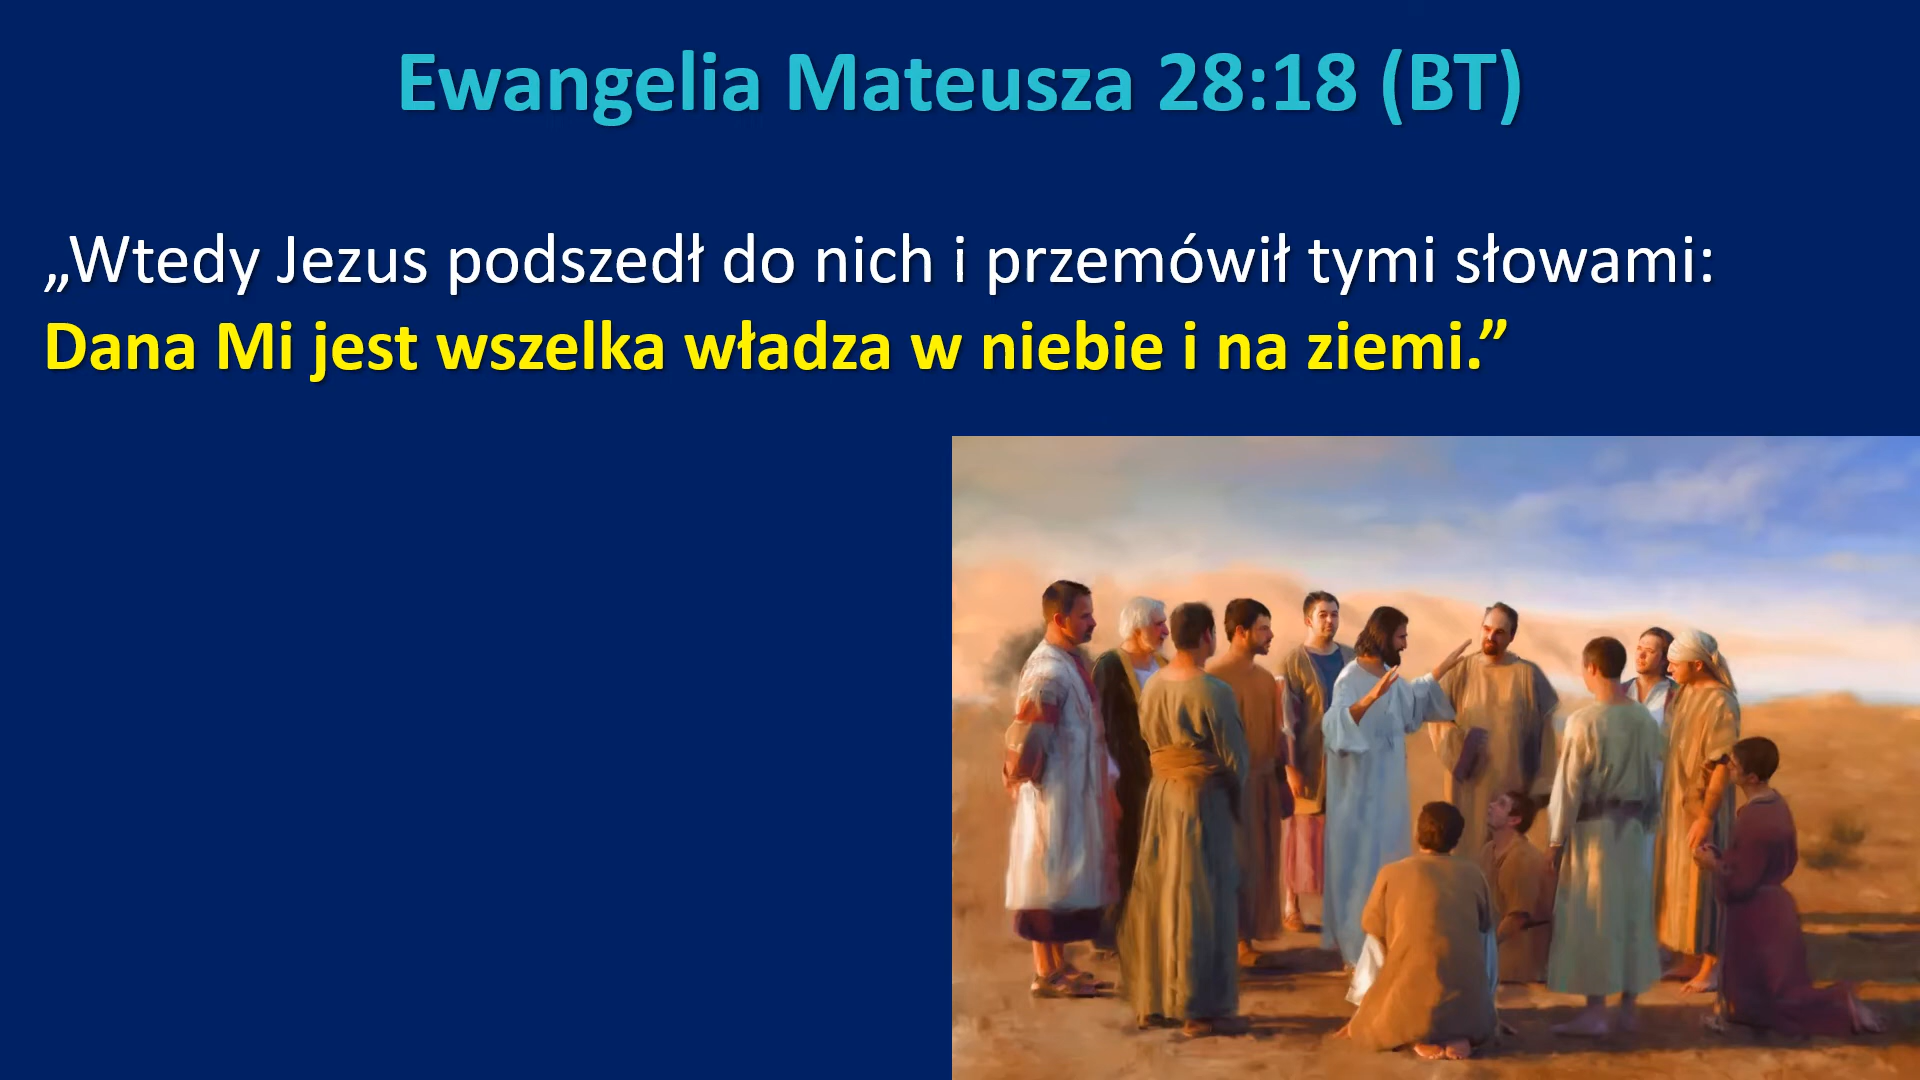 Ewangelia Mateusza 28:18 (BT)
„Wtedy Jezus podszedł do nich i przemówił tymi słowami:
Dana Mi jest wszelka władza w niebie i na ziemi.”